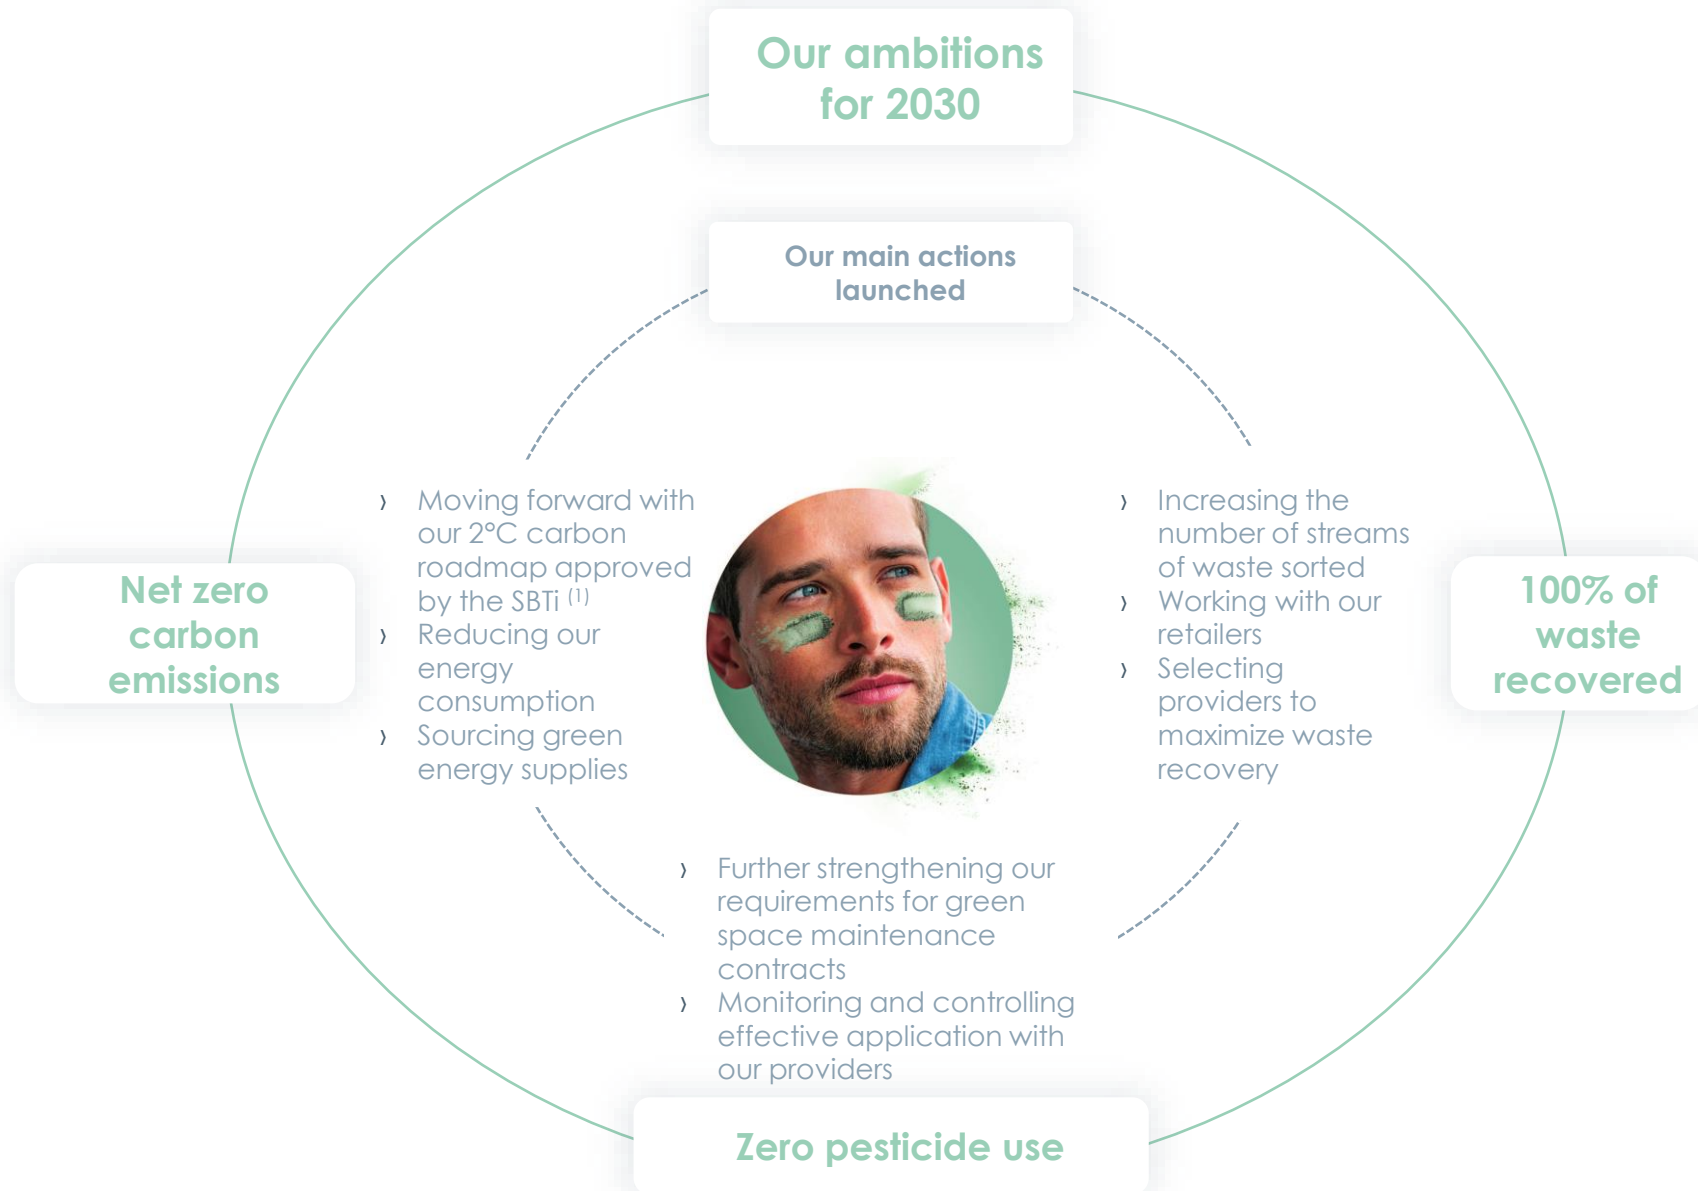 Our ambitions
for 2030
Our main actions
launched
Net zero
carbon
emissions
› Moving forward with
our 2°C carbon
roadmap approved
by the SBTi (1)
› Reducing our
energy
consumption
› Sourcing green
energy supplies
› Increasing the
number of streams
of waste sorted
› Working with our
retailers
› Selecting
providers to
maximize waste
recovery
100% of
waste
recovered
› Further strengthening our
requirements for green
space maintenance
contracts
› Monitoring and controlling
effective application with
our providers
Zero pesticide use